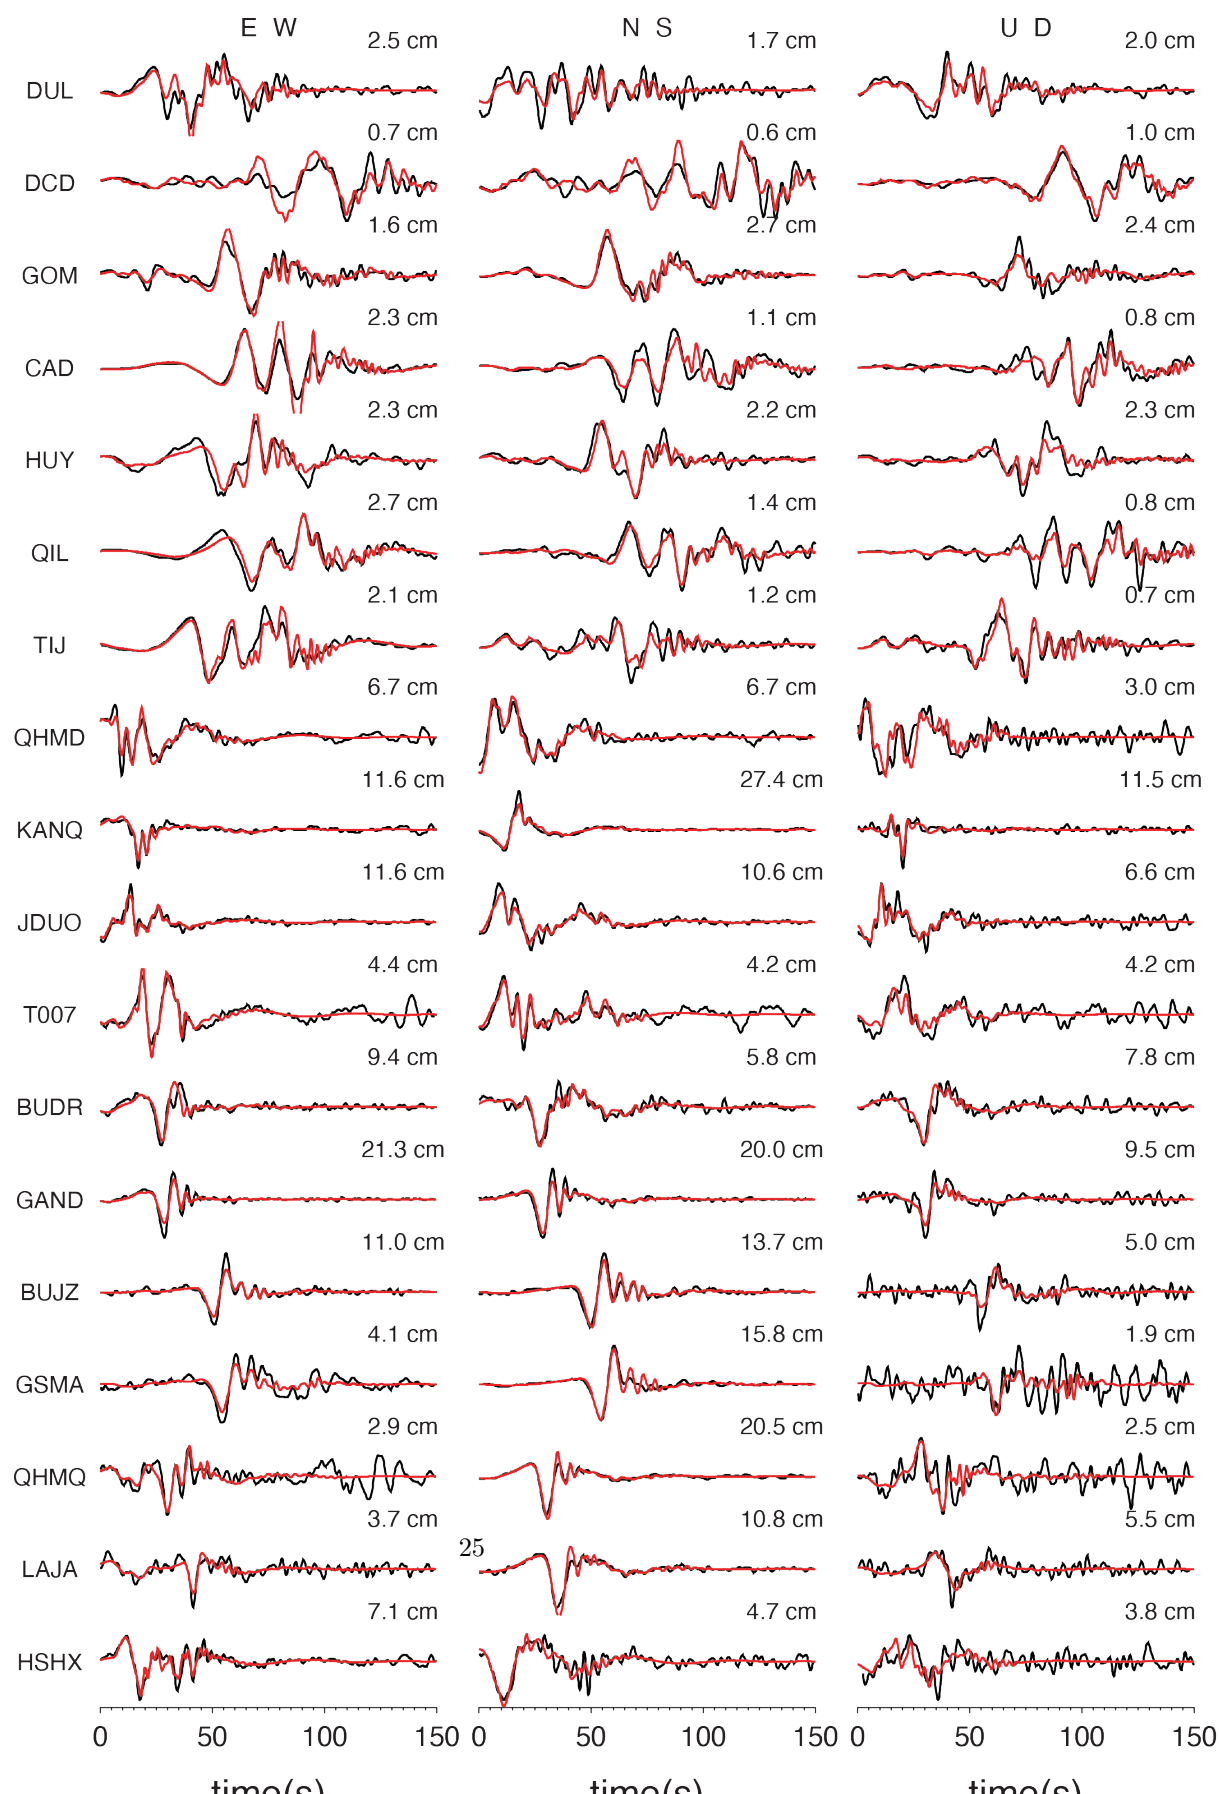 E W N S U D
2.5 cm 1.7 cm 2.0 cm
DUL
0.7 cm 0.6 cm 1.0 cm
DCD
1.6 cm 2.7 cm 2.4 cm
GOM
2.3 cm 1.1 cm 0.8 cm
CAD
2.3 cm 2.2 cm 2.3 cm
HUY
2.7 cm 1.4 cm 0.8 cm
QIL
2.1 cm 1.2 cm 0.7 cm
TIJ
6.7 cm 6.7 cm 3.0 cm
QHMD
11.6 cm 27.4 cm 11.5 cm
KANQ
11.6 cm 10.6 cm 6.6 cm
JDUO
4.4 cm 4.2 cm 4.2 cm
T007
9.4 cm 5.8 cm 7.8 cm
BUDR
21.3 cm 20.0 cm 9.5 cm
GAND
11.0 cm 13.7 cm 5.0 cm
BUJZ
4.1 cm 15.8 cm 1.9 cm
GSMA
2.9 cm 20.5 cm 2.5 cm
QHMQ
3.7 cm 10.8 cm 5.5 cm
25
LAJA
7.1 cm 4.7 cm 3.8 cm
HSHX
0 50 100 150 0 50 100 150 0 50 100 150
time(s) time(s) time(s)